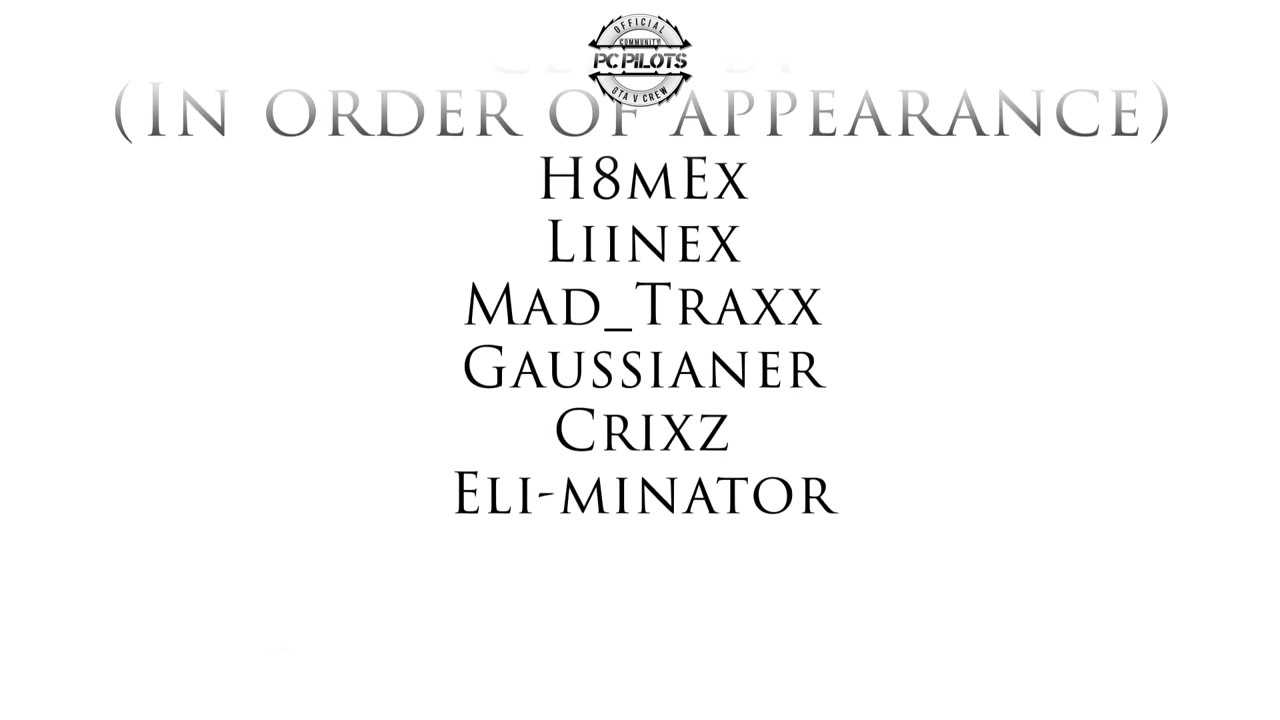 OFFICIAL
COMMUNITY
PC PILOTS
GTA V CREW
(In order of appearance)
H8mEx
Liinex
Mad_Traxx
Gaussianer
Crixz
Eli-minator